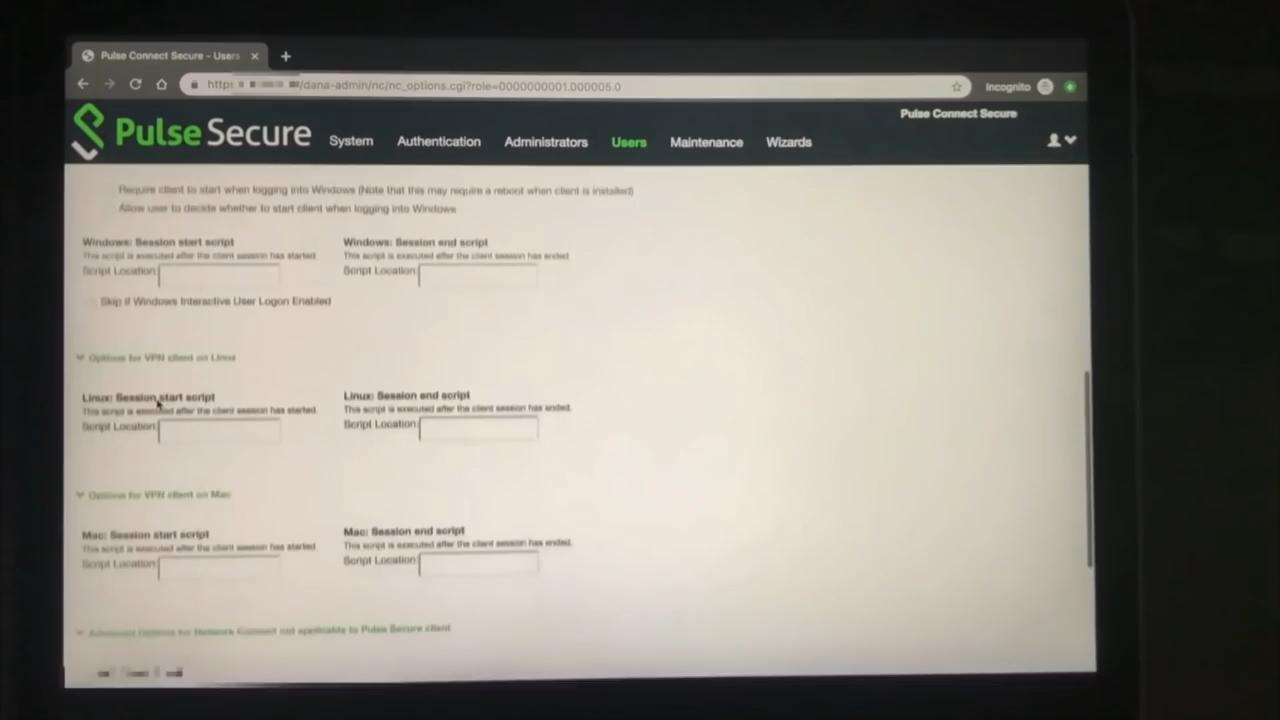 Pulse Connect Secure - Users
/dana-admin/nc/nc_options.cgi?role=0000000001.000005.0
Incognito
Pulse Connect Secure
Pulse Secure
System Authentication Administrators Users Maintenance Wizards
Require client to start when logging into Windows (Note that this may require a reboot when client is installed)
Allow user to decide whether to start client when logging into Windows
Windows: Session start script Windows: Session end script
This script is executed after the client session has started. This script is executed after the client session has ended.
Script Location: Script Location:
Skip if Windows Interactive User Logon Enabled
Options for VPN client on Linux
Linux: Session start script Linux: Session end script
This script is executed after the client session has started. This script is executed after the client session has ended.
Script Location: Script Location:
Options for VPN client on Mac
Mac: Session start script Mac: Session end script
This script is executed after the client session has started. This script is executed after the client session has ended.
Script Location: Script Location:
Advanced Options for Network Connect not applicable to Pulse Secure client